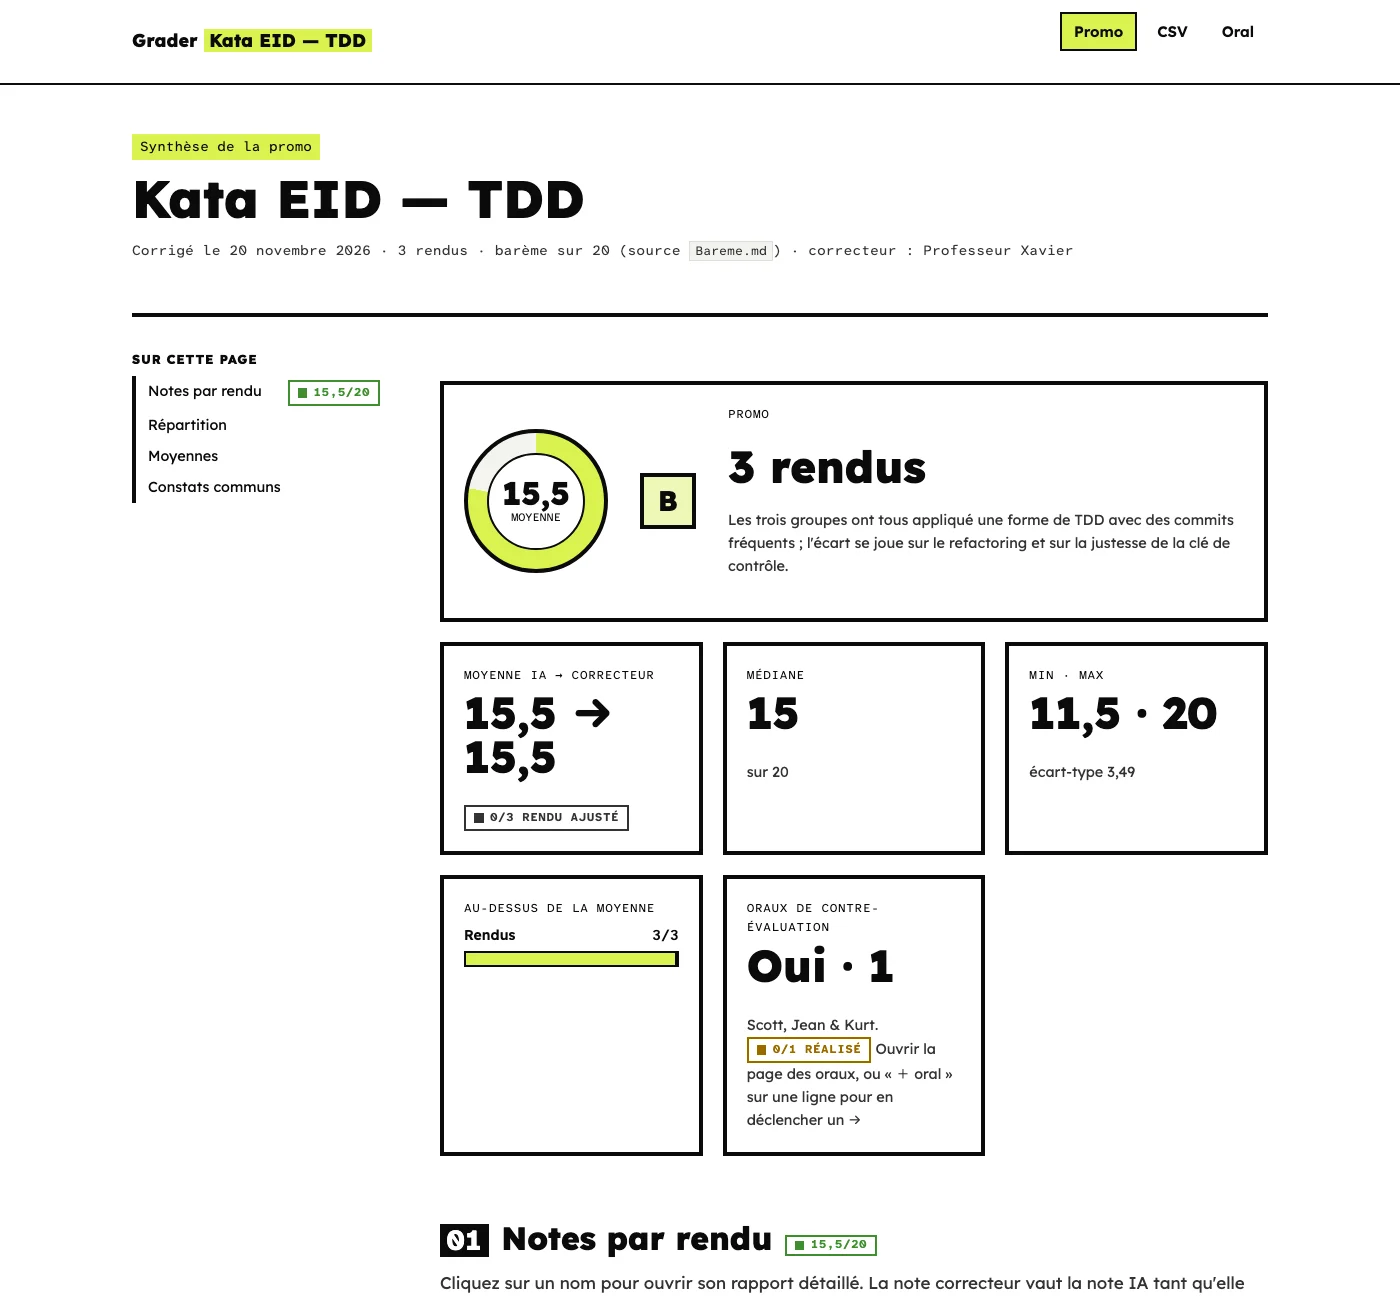 Grader Kata EID — TDD
Promo CSV Oral
Synthèse de la promo
Kata EID — TDD
Corrigé le 20 novembre 2026 · 3 rendus · barème sur 20 (source Bareme.md) · correcteur : Professeur Xavier
SUR CETTE PAGE
Notes par rendu 15,5/20
Répartition
Moyennes
Constats communs
15,5
MOYENNE
B
PROMO
3 rendus
Les trois groupes ont tous appliqué une forme de TDD avec des commits
fréquents ; l'écart se joue sur le refactoring et sur la justesse de la clé de
contrôle.
MOYENNE IA → CORRECTEUR
15,5 →
15,5
0/3 RENDU AJUSTÉ
MÉDIANE
15
sur 20
MIN · MAX
11,5 · 20
écart-type 3,49
AU-DESSUS DE LA MOYENNE
Rendus 3/3
ORAUX DE CONTRE-
ÉVALUATION
Oui · 1
Scott, Jean & Kurt.
0/1 RÉALISÉ Ouvrir la
page des oraux, ou « + oral »
sur une ligne pour en
déclencher un →
01 Notes par rendu 15,5/20
Cliquez sur un nom pour ouvrir son rapport détaillé. La note correcteur vaut la note IA tant qu'elle